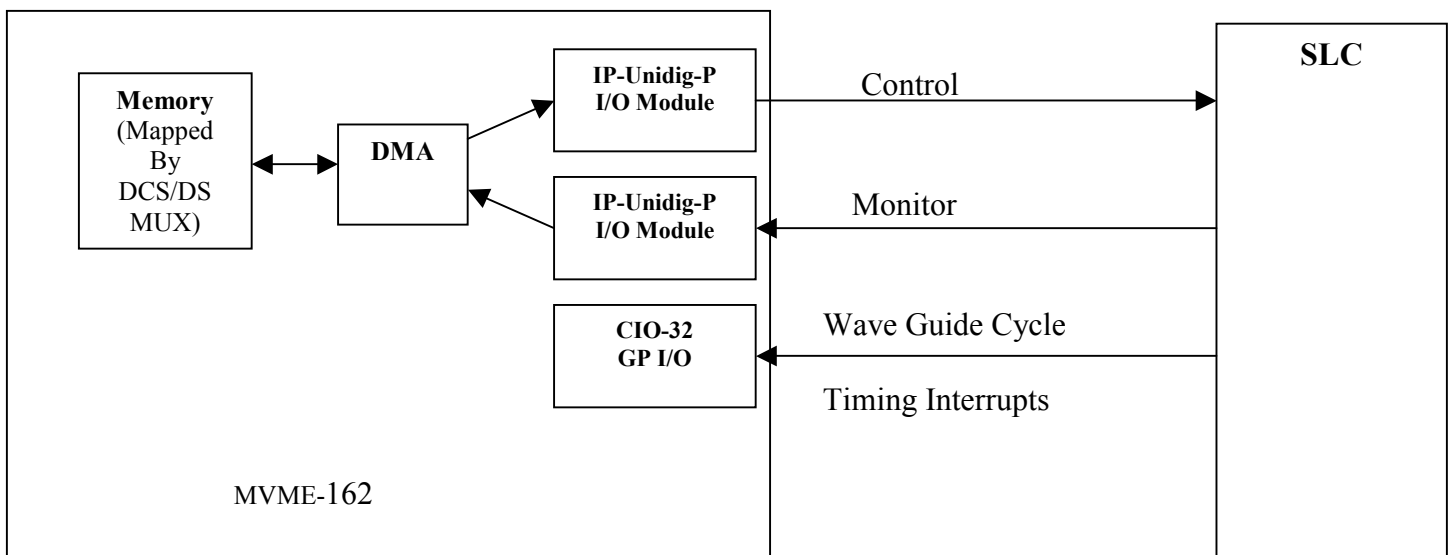 Memory
(Mapped
By
DCS/DS
MUX)
DMA
IP-Unidig-P
I/O Module
IP-Unidig-P
I/O Module
CIO-32
GP I/O
MVME-162
Control
Monitor
Wave Guide Cycle
Timing Interrupts
SLC